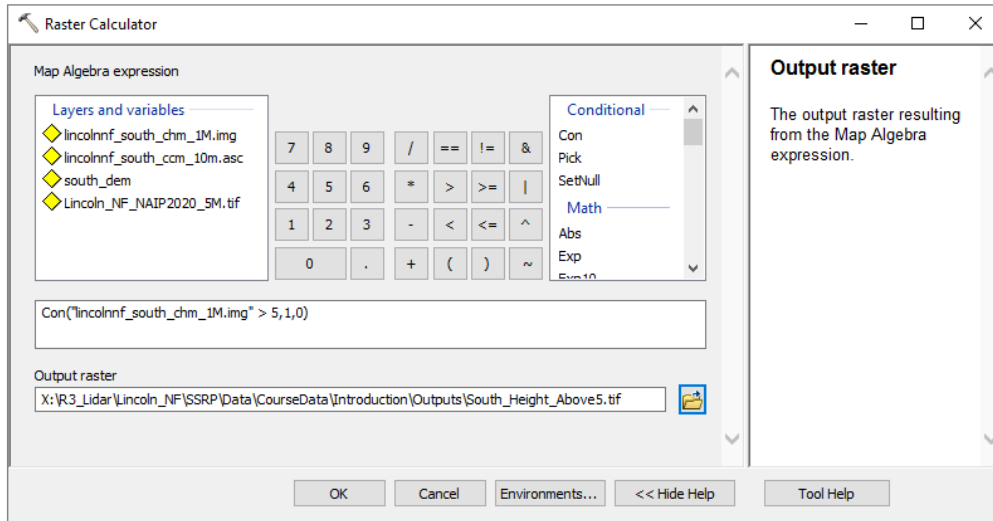 Raster Calculator
Map Algebra expression
Layers and variables
lincolnnf_south_chm_1M.img
lincolnnf_south_ccm_10m.asc
south_dem
Lincoln_NF_NAIP2020_5M.tif
7 8 9 / == != &
4 5 6 * > >= |
1 2 3 - < <= ^
0 . + ( ) ~
Conditional
Con
Pick
SetNull
Math
Abs
Exp
Exp10
Con("lincolnnf_south_chm_1M.img" > 5,1,0)
Output raster
X:\R3_Lidar\Lincoln_NF\SSRP\Data\CourseData\Introduction\Outputs\South_Height_Above5.tif
OK Cancel Environments... << Hide Help Tool Help
Output raster
The output raster resulting
from the Map Algebra
expression.